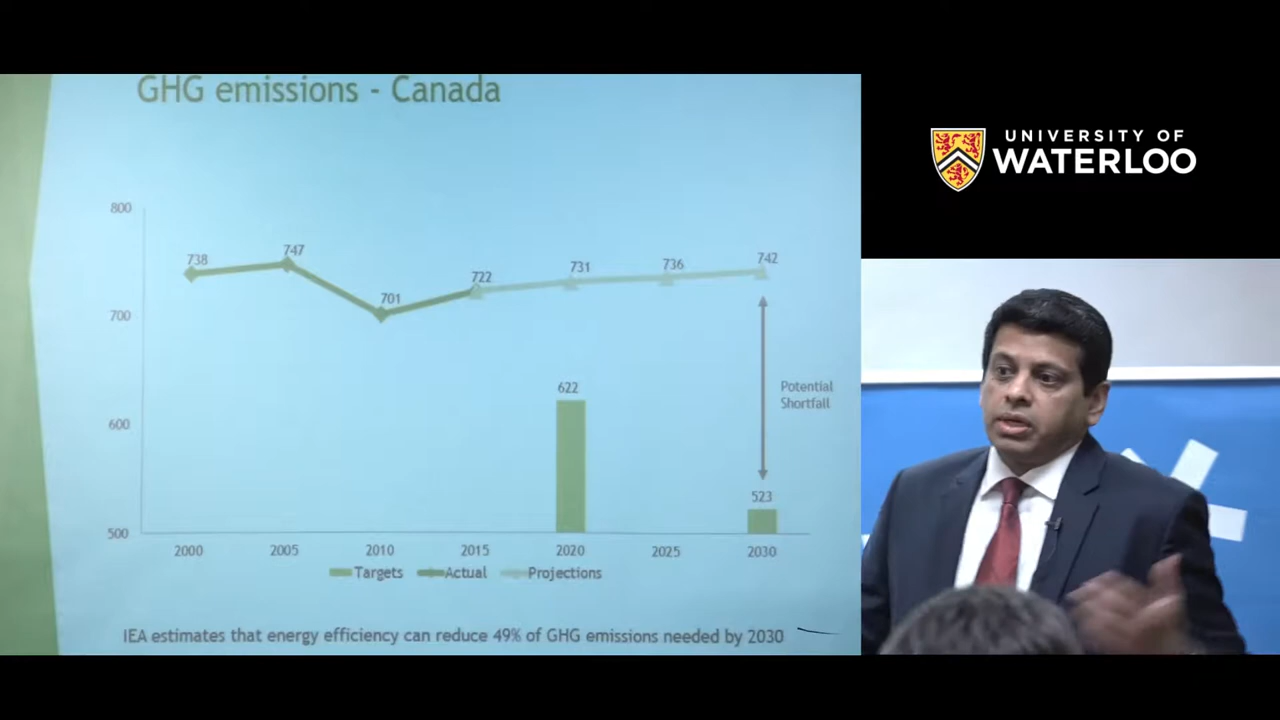 GHG emissions - Canada
800
700
600
500
738
747
701
722
731
736
742
622
523
Potential
Shortfall
2000
2005
2010
2015
2020
2025
2030
Targets
Actual
Projections
IEA estimates that energy efficiency can reduce 49% of GHG emissions needed by 2030
UNIVERSITY OF
WATERLOO